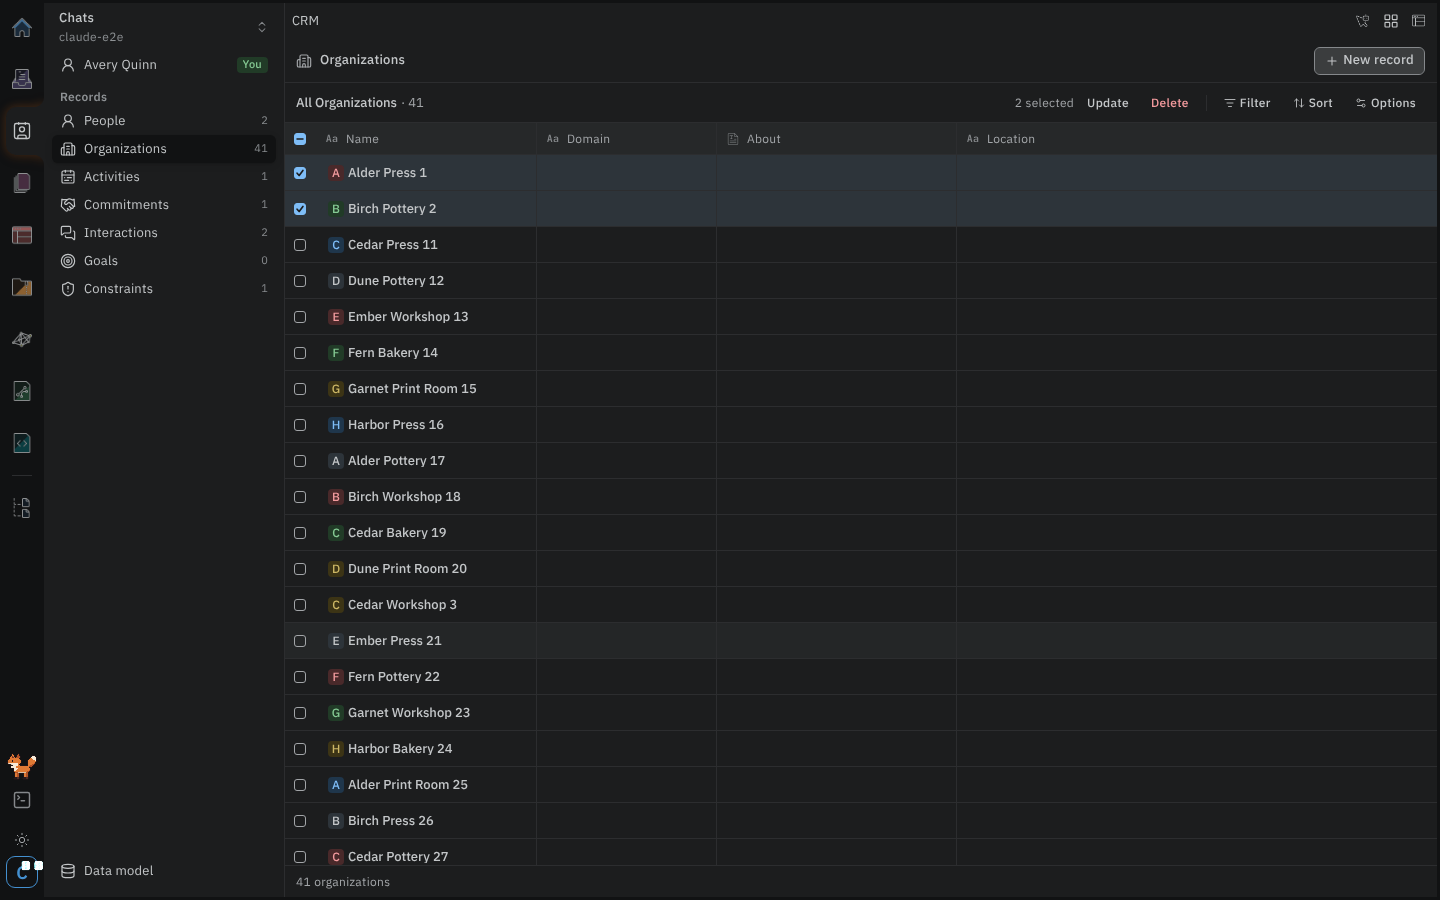 Chats
claude-e2e
Avery Quinn You
Records
People 2
Organizations 41
Activities 1
Commitments 1
Interactions 2
Goals 0
Constraints 1
Data model
C
CRM
Organizations
New record
All Organizations · 41
2 selected Update Delete Filter Sort Options
Aa Name Aa Domain About Aa Location
A Alder Press 1
B Birch Pottery 2
C Cedar Press 11
D Dune Pottery 12
E Ember Workshop 13
F Fern Bakery 14
G Garnet Print Room 15
H Harbor Press 16
A Alder Pottery 17
B Birch Workshop 18
C Cedar Bakery 19
D Dune Print Room 20
C Cedar Workshop 3
E Ember Press 21
F Fern Pottery 22
G Garnet Workshop 23
H Harbor Bakery 24
A Alder Print Room 25
B Birch Press 26
C Cedar Pottery 27
41 organizations